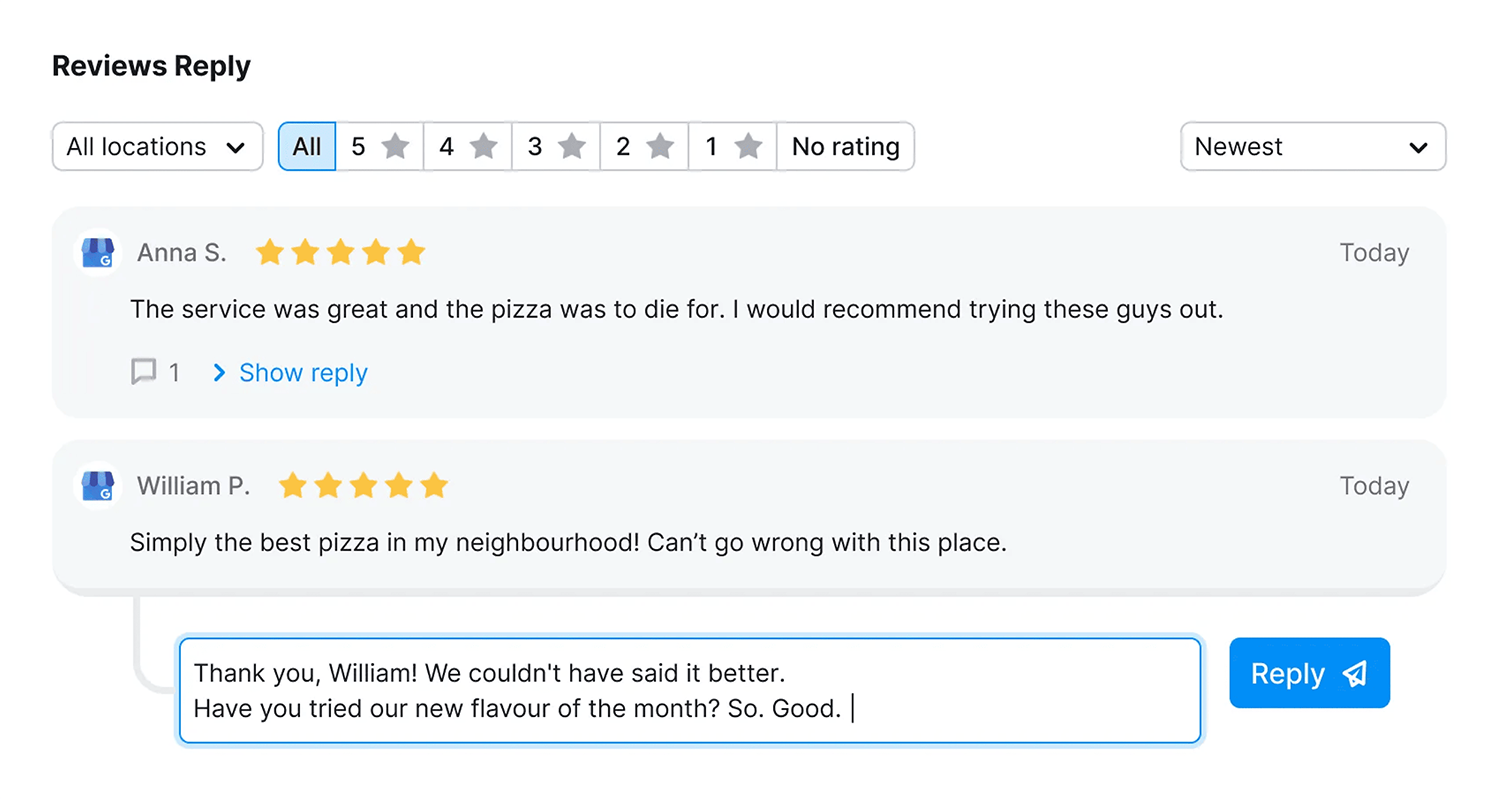 Reviews Reply
All locations All 5 4 3 2 1 No rating Newest
Anna S. Today
The service was great and the pizza was to die for. I would recommend trying these guys out.
1 Show reply
William P. Today
Simply the best pizza in my neighbourhood! Can’t go wrong with this place.
Thank you, William! We couldn't have said it better.
Have you tried our new flavour of the month? So. Good.
Reply